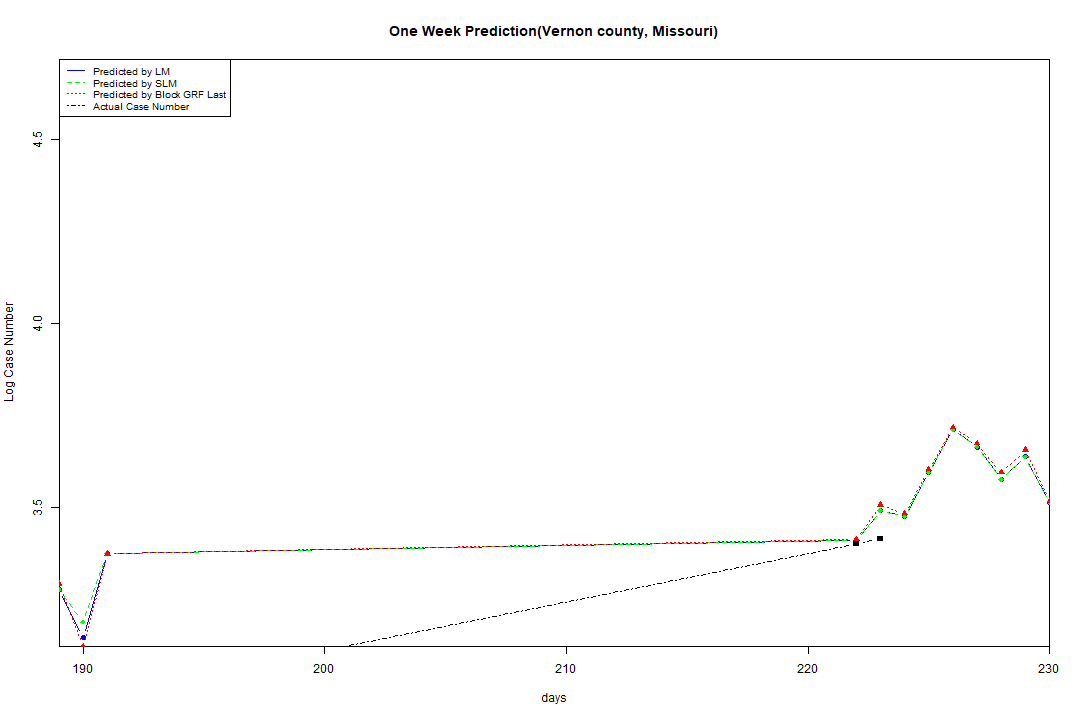 One Week Prediction(Vernon county, Missouri)
Predicted by LM
Predicted by SLM
Predicted by Block GRF Last
Actual Case Number
Log Case Number
4.5
4.0
3.5
190
200
210
220
230
days